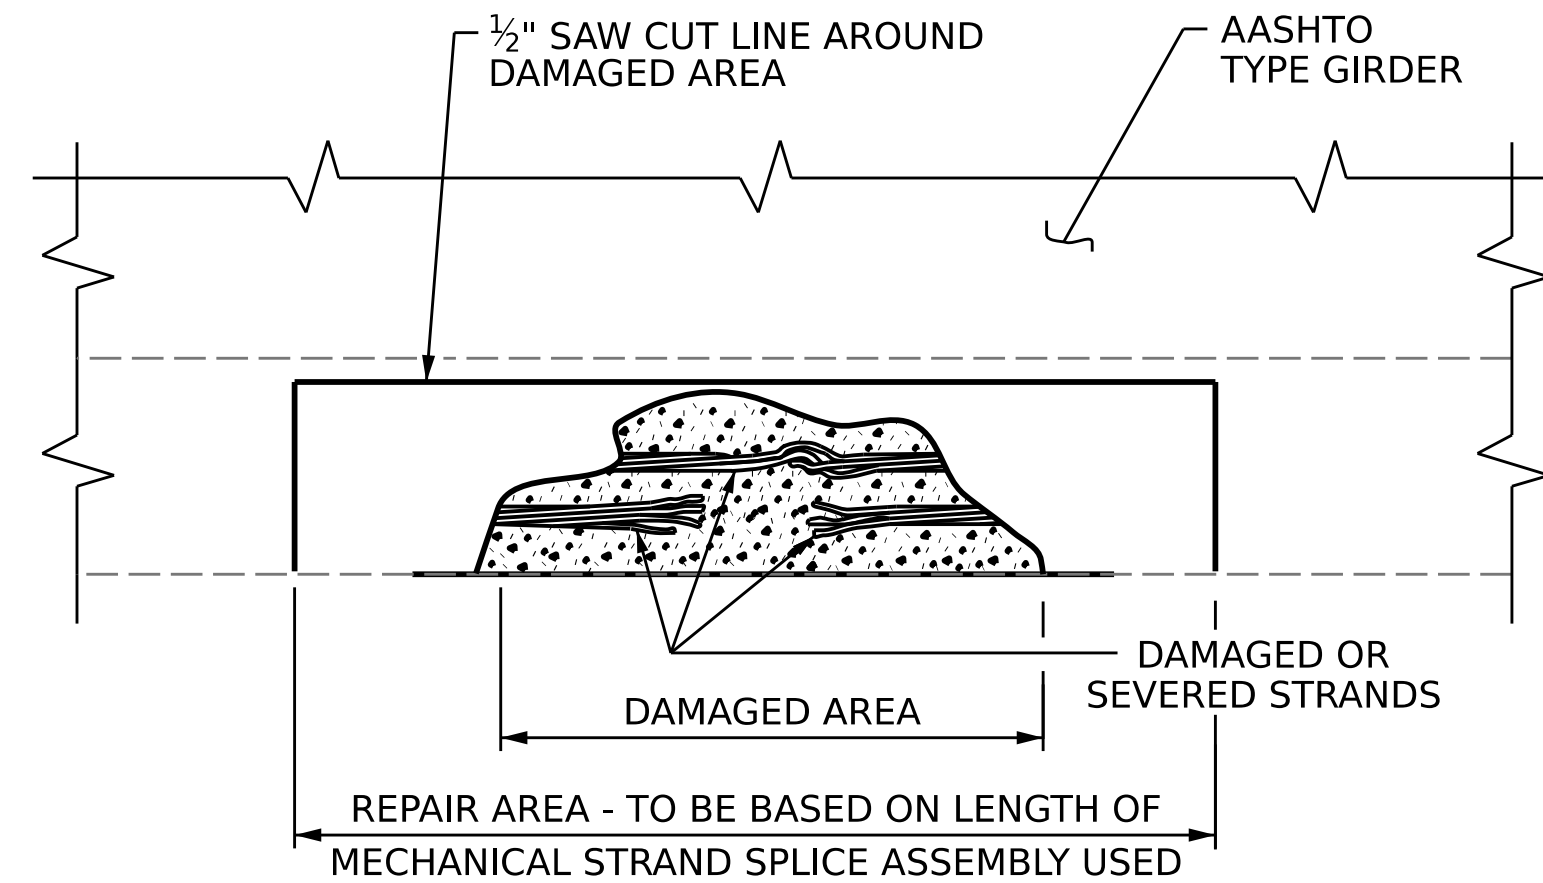 ½" SAW CUT LINE AROUND
DAMAGED AREA
AASHTO
TYPE GIRDER
DAMAGED OR
SEVERED STRANDS
DAMAGED AREA
REPAIR AREA - TO BE BASED ON LENGTH OF
MECHANICAL STRAND SPLICE ASSEMBLY USED